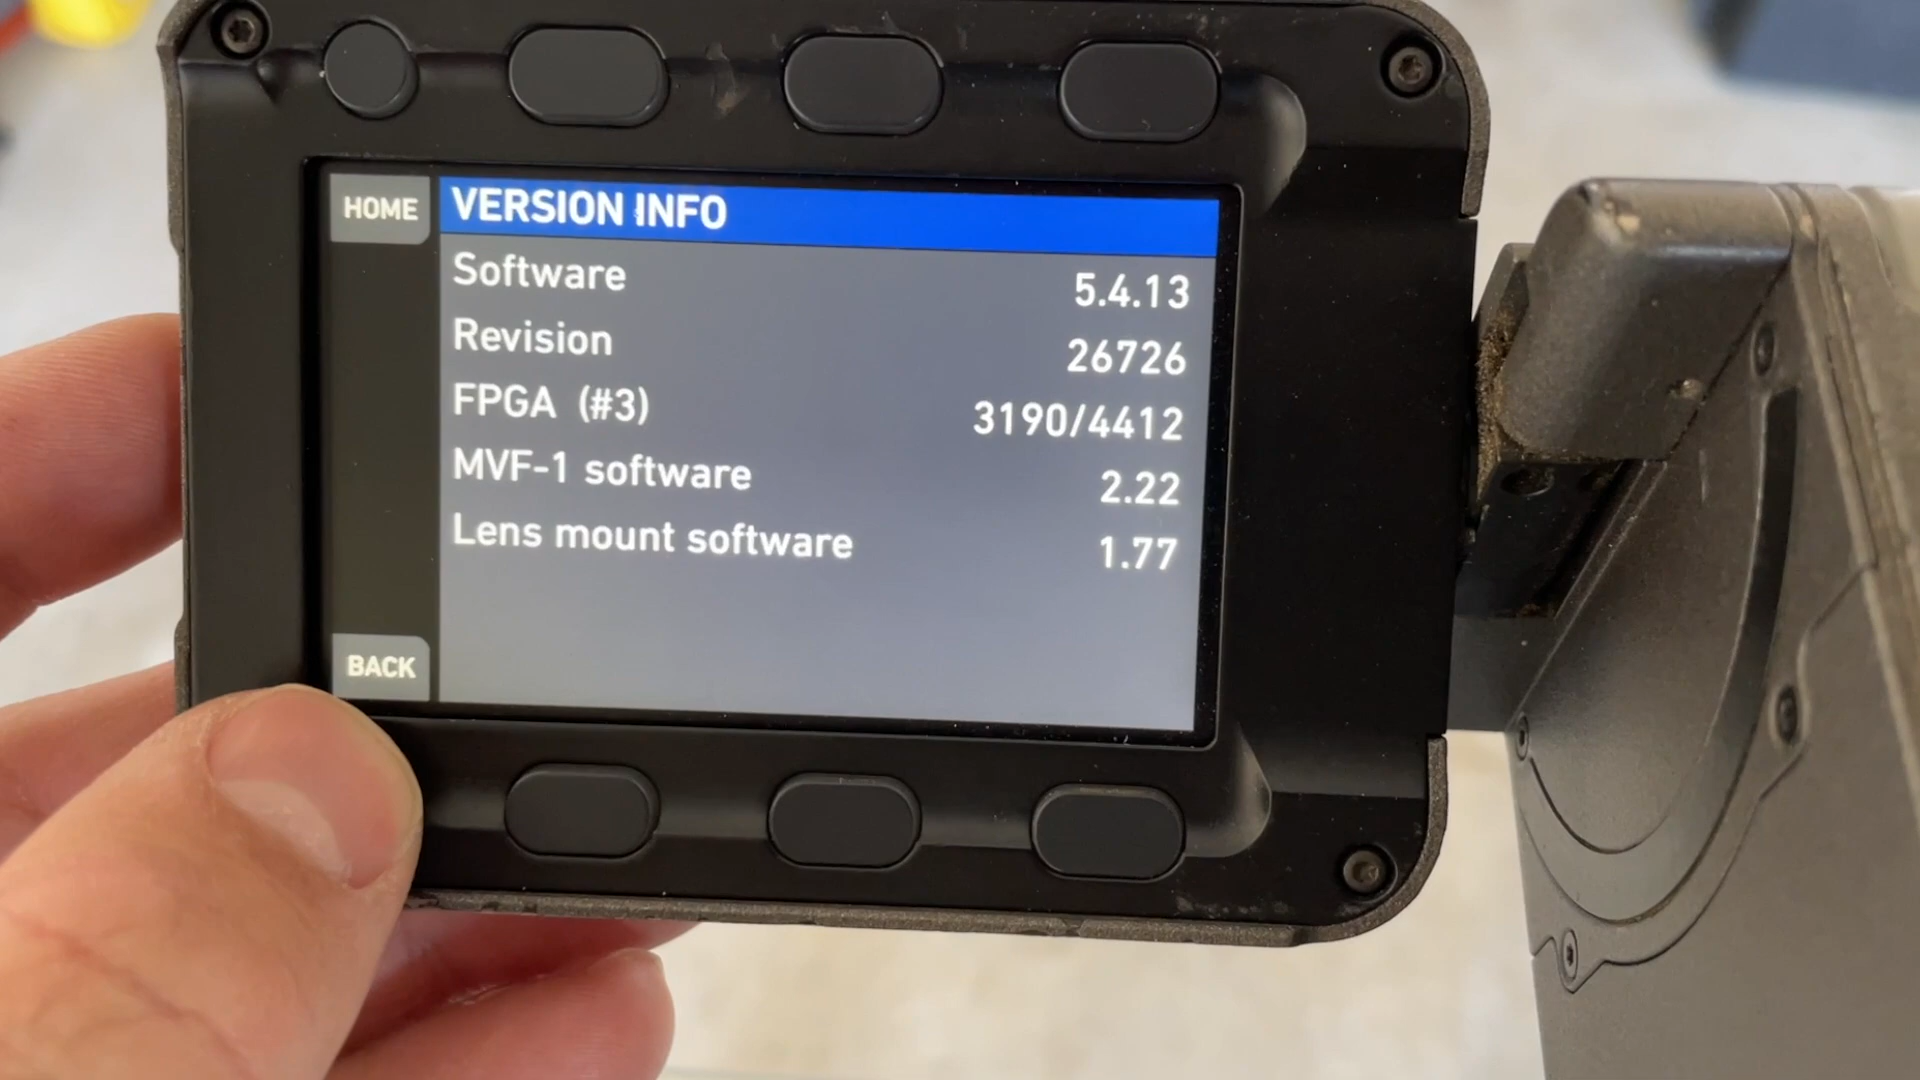 HOME VERSION INFO
Software 5.4.13
Revision 26726
FPGA (#3) 3190/4412
MVF-1 software 2.22
Lens mount software 1.77
BACK